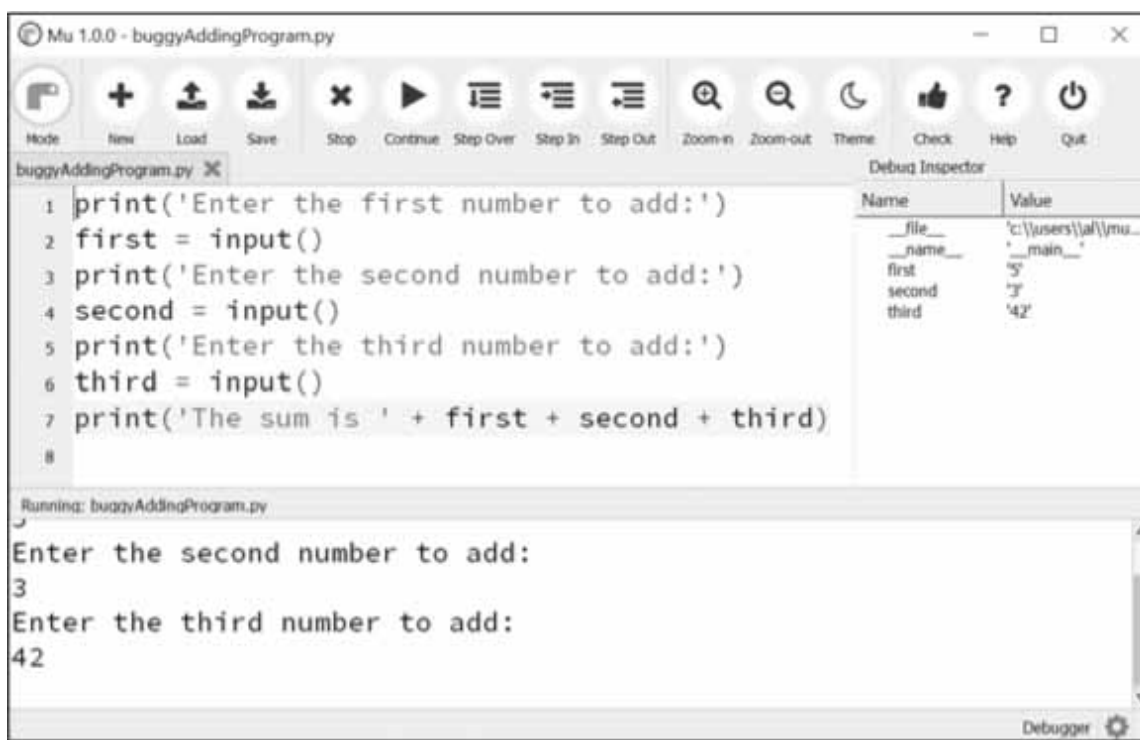 Mu 1.0.0 - buggyAddingProgram.py
Mode New Load Save Stop Continue Step Over Step In Step Out Zoom-in Zoom-out Theme Check Help Quit
buggyAddingProgram.py
Debug Inspector
1 print('Enter the first number to add:')
2 first = input()
3 print('Enter the second number to add:')
4 second = input()
5 print('Enter the third number to add:')
6 third = input()
7 print('The sum is ' + first + second + third)
8
Name Value
__file__ 'c:\\users\\al\\mu...
__name__ '__main__'
first '5'
second '3'
third '42'
Running: buggyAddingProgram.py
Enter the second number to add:
3
Enter the third number to add:
42
Debugger